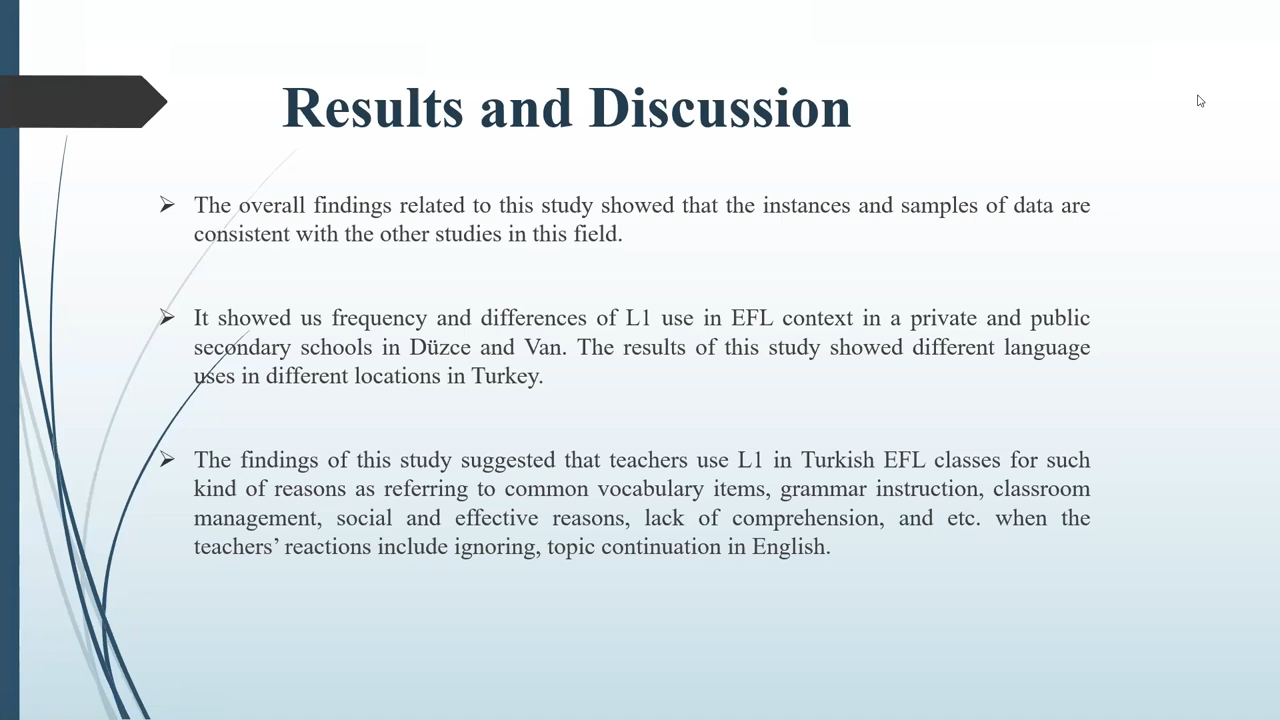 Results and Discussion
The overall findings related to this study showed that the instances and samples of data are
consistent with the other studies in this field.
It showed us frequency and differences of L1 use in EFL context in a private and public
secondary schools in Düzce and Van. The results of this study showed different language
uses in different locations in Turkey.
The findings of this study suggested that teachers use L1 in Turkish EFL classes for such
kind of reasons as referring to common vocabulary items, grammar instruction, classroom
management, social and effective reasons, lack of comprehension, and etc. when the
teachers’ reactions include ignoring, topic continuation in English.